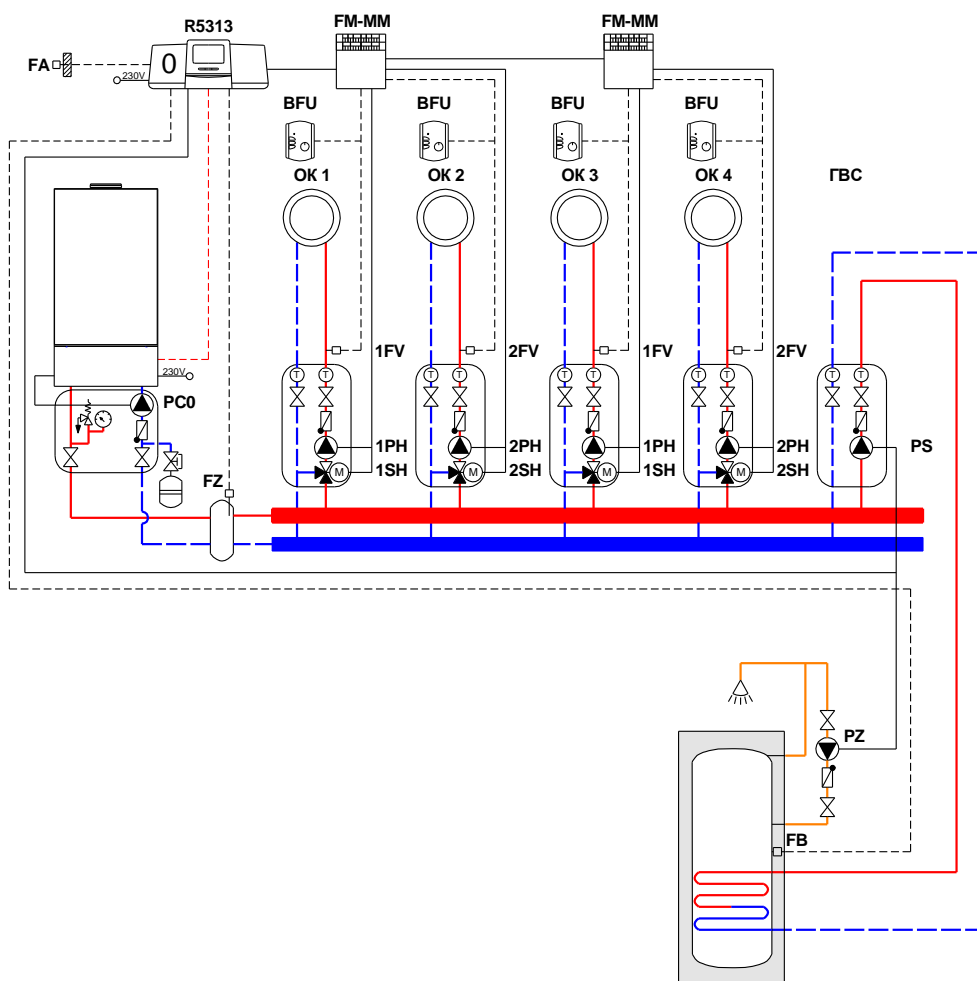 R5313
FM-MM
FM-MM
FA
0
230V
BFU
BFU
BFU
BFU
ОК 1
ОК 2
ОК 3
ОК 4
ГВС
1FV
2FV
1FV
2FV
230V
T
T
T
T
T
T
T
T
T
T
PC0
1PH
2PH
1PH
2PH
PS
FZ
M
1SH
M
2SH
M
1SH
M
2SH
PZ
FB